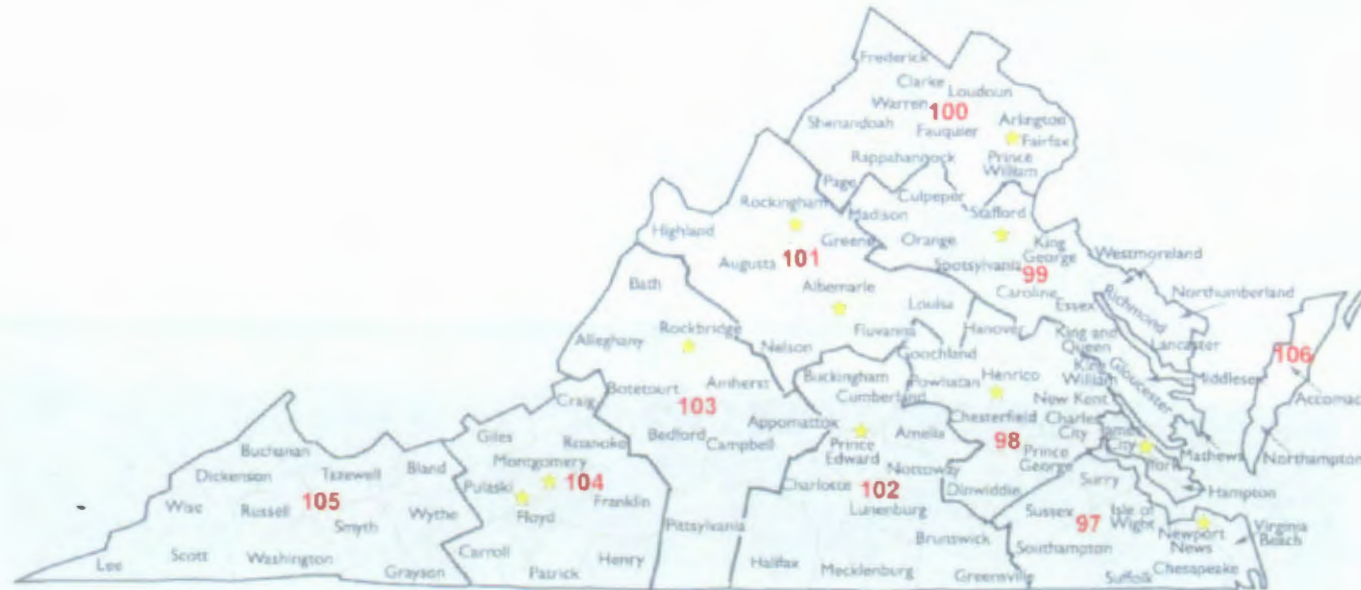 Frederick
Clarke
Loudoun
Warren
100
Shenandoah
Arlington
Fauquier
Fairfax
Rappahannock
Prince
William
Page
Culpeper
Rockingham
Madison
Stafford
Highland
Greene
Orange
King
George
Westmoreland
Augusta
101
Spotsylvania
99
Bath
Albemarle
Caroline
Essex
Richmond
Northumberland
Louisa
Rockbridge
Alleghany
Fluvanna
Hanover
King and
Queen
Lancaster
106
Nelson
Goochland
King
William
Middlesex
Buckingham
Powhatan
Henrico
Gloucester
Botetourt
Amherst
Cumberland
New Kent
Accomac
Craig
103
Appomattox
Chesterfield
Charles
City
James
City
Giles
Roanoke
Bedford
Campbell
Amelia
98
Prince
Edward
Prince
George
York
Mathews
Northampton
Buchanan
Montgomery
Nottoway
Dickenson
Tazewell
Bland
Pulaski
104
Charlotte
102
Dinwiddie
Surry
Hampton
Wise
Russell
105
Wythe
Floyd
Franklin
Lunenburg
Sussex
97
Isle of
Wight
Smyth
Pittsylvania
Newport
News
Virginia
Beach
Brunswick
Southampton
Lee
Scott
Washington
Carroll
Henry
Halifax
Mecklenburg
Chesapeake
Grayson
Patrick
Greensville
Suffolk